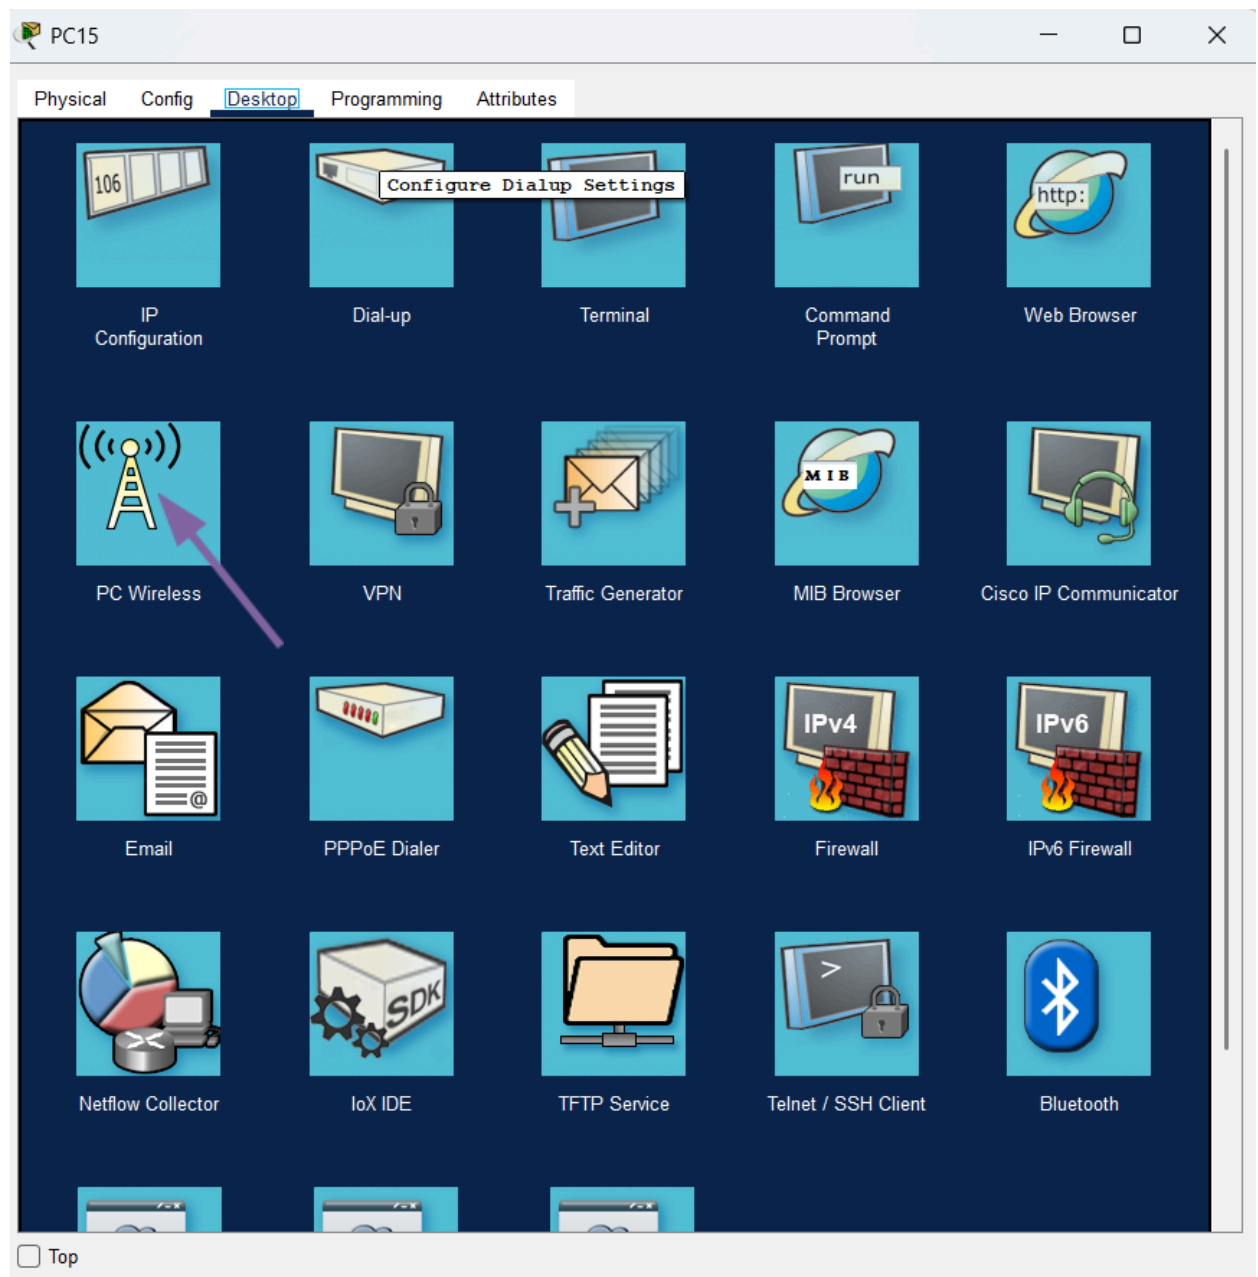 PC15
Physical Config Desktop Programming Attributes
106
Configure Dialup Settings
run
http:
IP
Configuration
Dial-up
Terminal
Command
Prompt
Web Browser
MIB
PC Wireless
VPN
Traffic Generator
MIB Browser
Cisco IP Communicator
@
IPv4
IPv6
Email
PPPoE Dialer
Text Editor
Firewall
IPv6 Firewall
SDK
>
Netflow Collector
IoX IDE
TFTP Service
Telnet / SSH Client
Bluetooth
Top